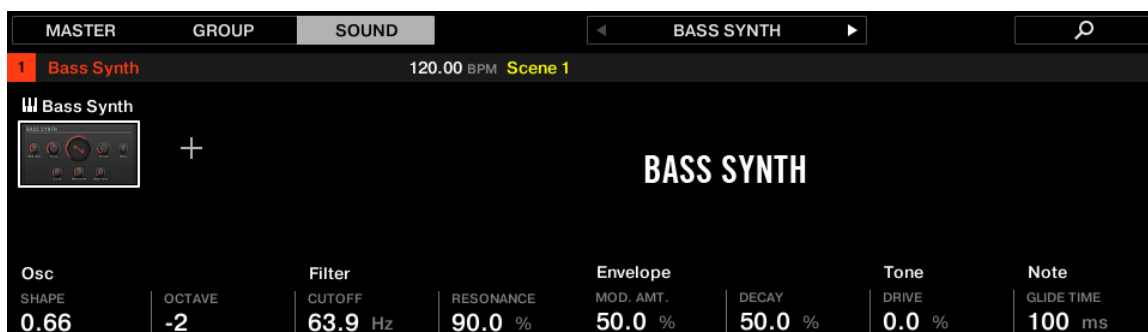 MASTER GROUP SOUND BASS SYNTH
1 Bass Synth 120.00 BPM Scene 1
Bass Synth
BASS SYNTH
BASS SYNTH
Osc Filter Envelope Tone Note
SHAPE OCTAVE CUTOFF RESONANCE MOD. AMT. DECAY DRIVE GLIDE TIME
0.66 -2 63.9 Hz 90.0 % 50.0 % 50.0 % 0.0 % 100 ms